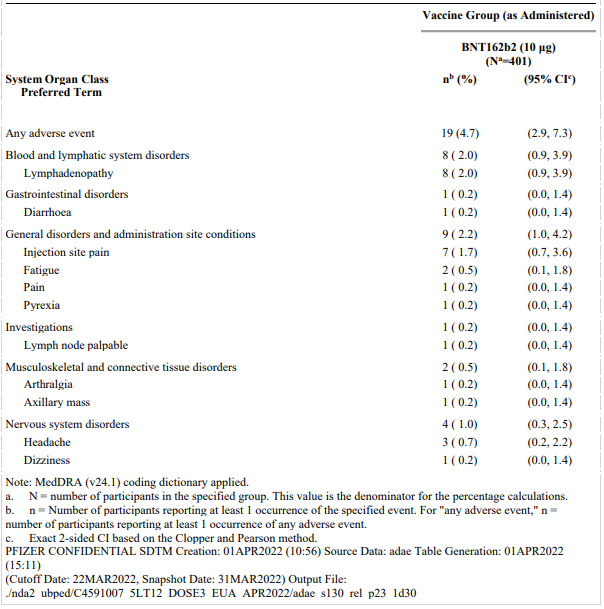 Vaccine Group (as Administered)
BNT162b2 (10 μg)
(Nᵃ=401)
System Organ Class nᵇ (%) (95% CIᶜ)
Preferred Term
Any adverse event 19 (4.7) (2.9, 7.3)
Blood and lymphatic system disorders 8 ( 2.0) (0.9, 3.9)
Lymphadenopathy 8 ( 2.0) (0.9, 3.9)
Gastrointestinal disorders 1 ( 0.2) (0.0, 1.4)
Diarrhoea 1 ( 0.2) (0.0, 1.4)
General disorders and administration site conditions 9 ( 2.2) (1.0, 4.2)
Injection site pain 7 ( 1.7) (0.7, 3.6)
Fatigue 2 ( 0.5) (0.1, 1.8)
Pain 1 ( 0.2) (0.0, 1.4)
Pyrexia 1 ( 0.2) (0.0, 1.4)
Investigations 1 ( 0.2) (0.0, 1.4)
Lymph node palpable 1 ( 0.2) (0.0, 1.4)
Musculoskeletal and connective tissue disorders 2 ( 0.5) (0.1, 1.8)
Arthralgia 1 ( 0.2) (0.0, 1.4)
Axillary mass 1 ( 0.2) (0.0, 1.4)
Nervous system disorders 4 ( 1.0) (0.3, 2.5)
Headache 3 ( 0.7) (0.2, 2.2)
Dizziness 1 ( 0.2) (0.0, 1.4)
Note: MedDRA (v24.1) coding dictionary applied.
a. N = number of participants in the specified group. This value is the denominator for the percentage calculations.
b. n = Number of participants reporting at least 1 occurrence of the specified event. For "any adverse event," n =
number of participants reporting at least 1 occurrence of any adverse event.
c. Exact 2-sided CI based on the Clopper and Pearson method.
PFIZER CONFIDENTIAL SDTM Creation: 01APR2022 (10:56) Source Data: adae Table Generation: 01APR2022
(15:11)
(Cutoff Date: 22MAR2022, Snapshot Date: 31MAR2022) Output File:
./nda2_ubped/C4591007_5LT12_DOSE3_EUA_APR2022/adae_s130_rel_p23_1d30